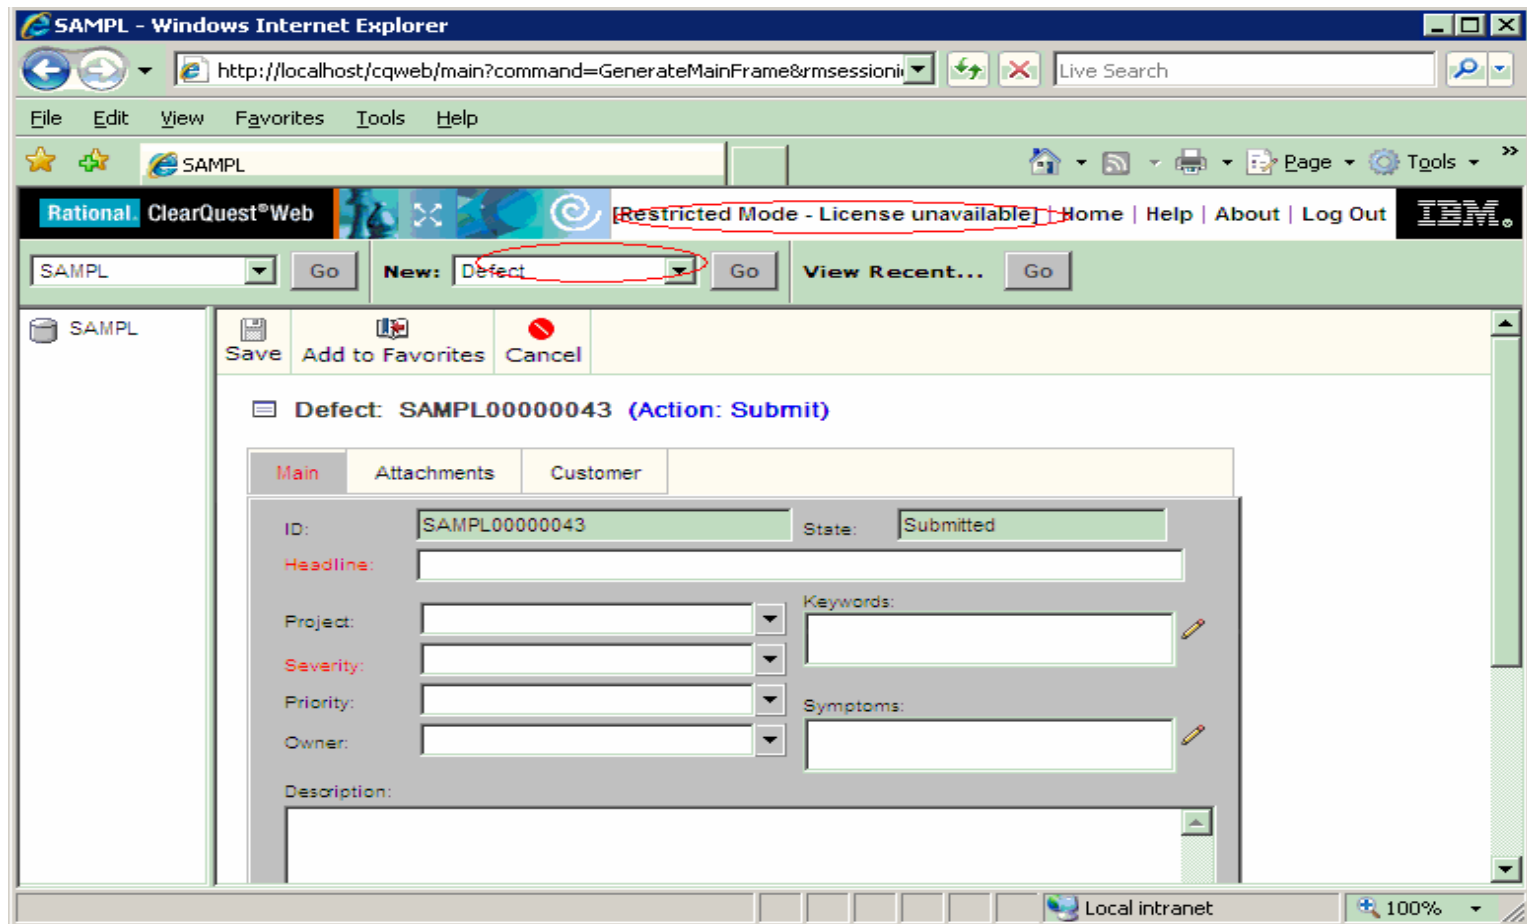 SAMPL - Windows Internet Explorer
http://localhost/cqweb/main?command=GenerateMainFrame&rmsessioni
Live Search
File Edit View Favorites Tools Help
SAMPL
Page Tools »
Rational. ClearQuest®Web [Restricted Mode - License unavailable] | Home | Help | About | Log Out IBM®
SAMPL Go New: Defect Go View Recent... Go
SAMPL
Save Add to Favorites Cancel
Defect: SAMPL00000043 (Action: Submit)
Main Attachments Customer
ID: SAMPL00000043 State: Submitted
Headline:
Project: Keywords:
Severity:
Priority: Symptoms:
Owner:
Description:
Local intranet 100%